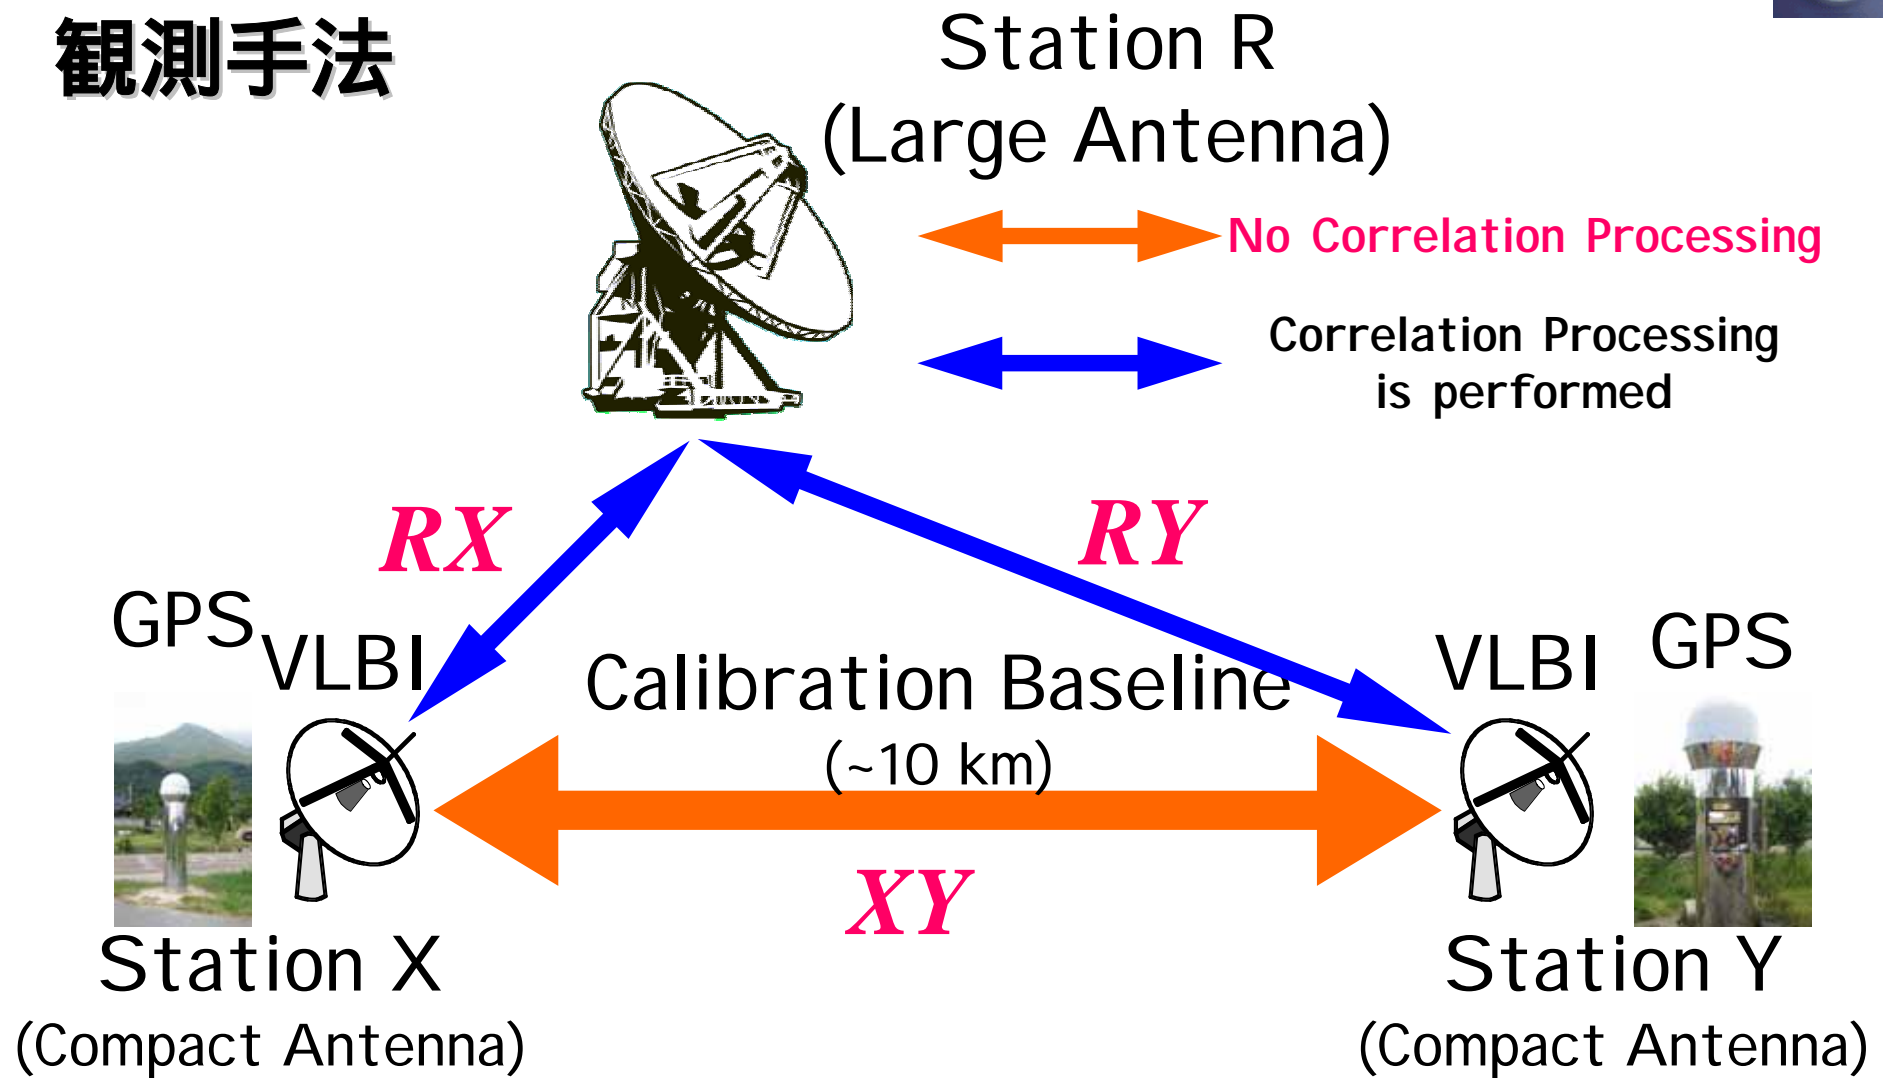 観測手法
Station R
(Large Antenna)
No Correlation Processing
Correlation Processing
is performed
RX
RY
GPS
VLBI
Calibration Baseline
(~10 km)
VLBI
GPS
XY
Station X
(Compact Antenna)
Station Y
(Compact Antenna)